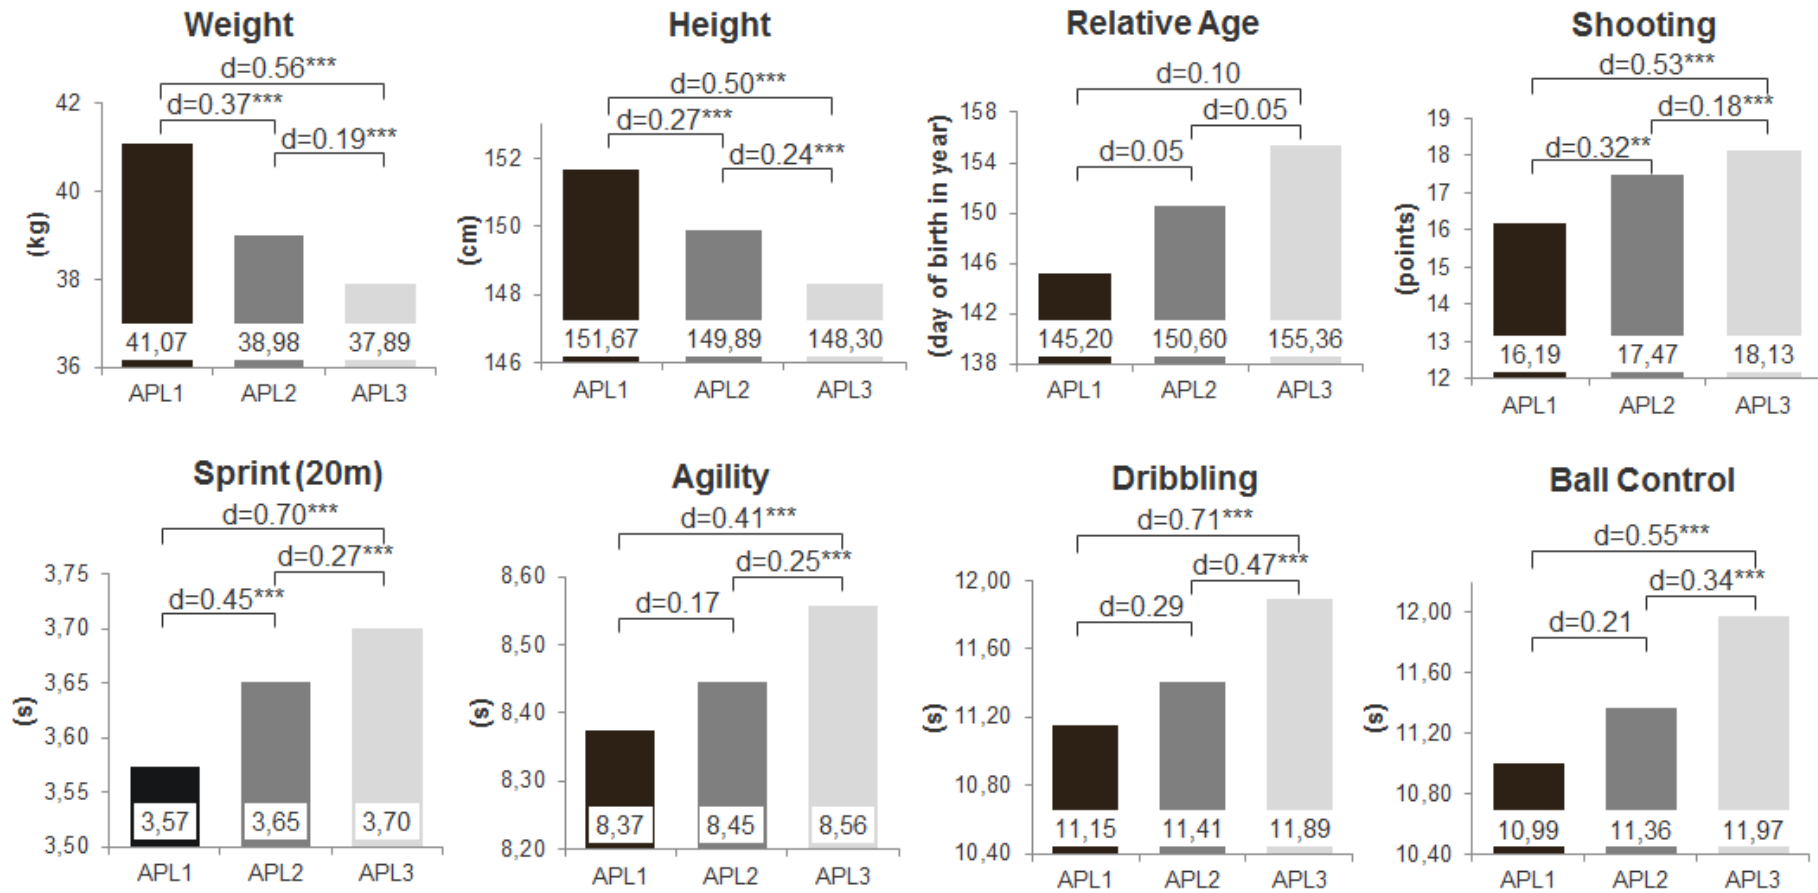 Weight
d=0.56***
d=0.37***
d=0.19***
(kg)
42
40
38
36
41,07 38,98 37,89
APL1 APL2 APL3
Height
d=0.50***
d=0.27***
d=0.24***
(cm)
152
150
148
146
151,67 149,89 148,30
APL1 APL2 APL3
Relative Age
d=0.10
d=0.05
d=0.05
(day of birth in year)
158
154
150
146
142
138
145,20 150,60 155,36
APL1 APL2 APL3
Shooting
d=0.53***
d=0.18***
d=0.32**
(points)
19
18
17
16
15
14
13
12
16,19 17,47 18,13
APL1 APL2 APL3
Sprint (20m)
d=0.70***
d=0.27***
d=0.45***
(s)
3,75
3,70
3,65
3,60
3,55
3,50
3,57 3,65 3,70
APL1 APL2 APL3
Agility
d=0.41***
d=0.25***
d=0.17
(s)
8,60
8,50
8,40
8,30
8,20
8,37 8,45 8,56
APL1 APL2 APL3
Dribbling
d=0.71***
d=0.47***
d=0.29
(s)
12,00
11,60
11,20
10,80
10,40
11,15 11,41 11,89
APL1 APL2 APL3
Ball Control
d=0.55***
d=0.34***
d=0.21
(s)
12,00
11,60
11,20
10,80
10,40
10,99 11,36 11,97
APL1 APL2 APL3